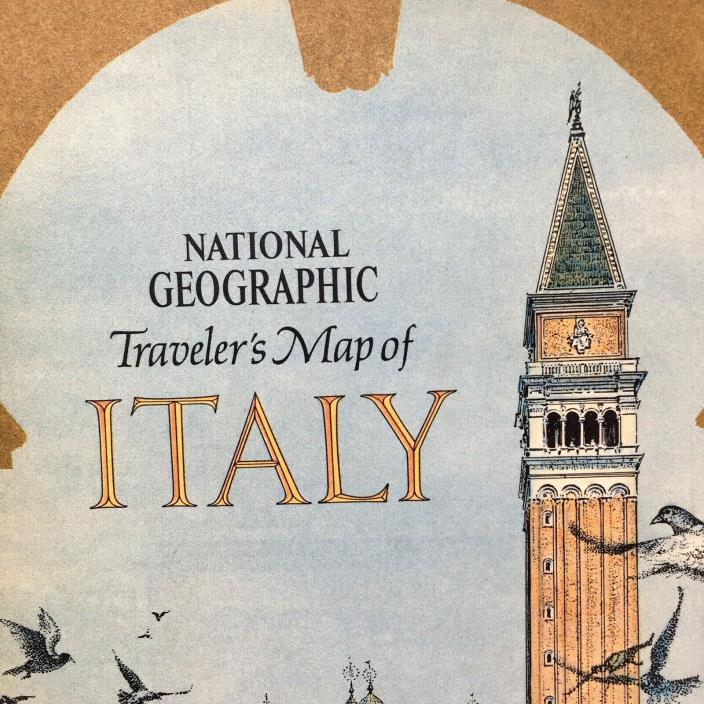 NATIONAL
GEOGRAPHIC
Traveler's Map of
ITALY